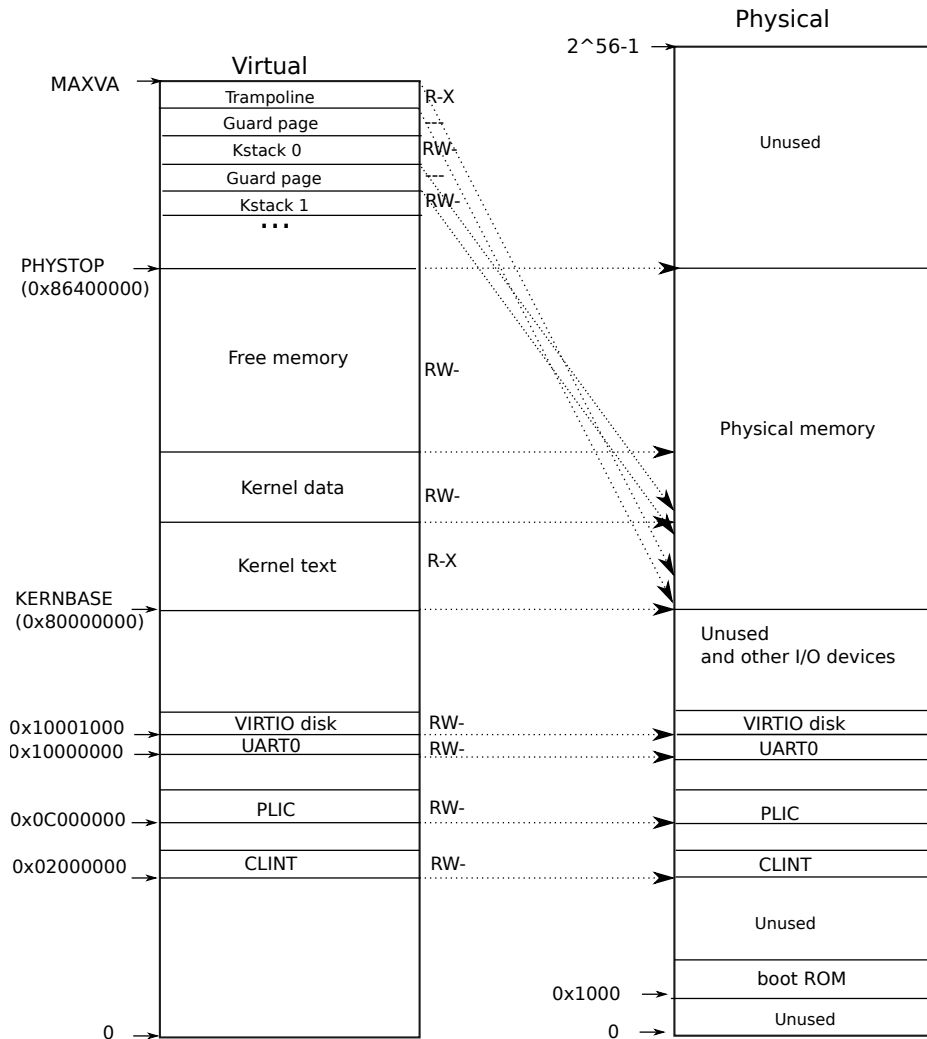 Physical
2^56-1
Virtual
MAXVA
Trampoline
R-X
Guard page
---
Unused
Kstack 0
RW-
Guard page
---
Kstack 1
RW-
...
PHYSTOP
(0x86400000)
Free memory
RW-
Physical memory
Kernel data
RW-
Kernel text
R-X
KERNBASE
(0x80000000)
Unused
and other I/O devices
0x10001000
VIRTIO disk
RW-
VIRTIO disk
0x10000000
UART0
RW-
UART0
0x0C000000
PLIC
RW-
PLIC
0x02000000
CLINT
RW-
CLINT
Unused
boot ROM
0x1000
Unused
0
0